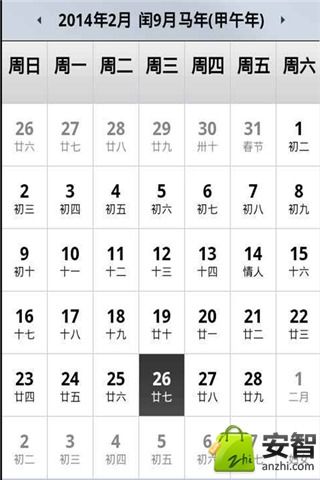 2014年2月 闰9月马年(甲午年)
周日 周一 周二 周三 周四 周五 周六
26 27 28 29 30 31 1
廿六 廿七 廿八 廿九 卅十 春节 初二
2 3 4 5 6 7 8
初三 初四 初五 初六 初七 初八 初九
9 10 11 12 13 14 15
初十 十一 十二 十三 十四 情人 十六
16 17 18 19 20 21 22
十七 十八 十九 廿十 廿一 廿二 廿三
23 24 25 26 27 28 1
廿四 廿五 廿六 廿七 廿八 廿九 二月
2 3 4 5 6 7
初二 初三 初四 初五 妇女
安智
zhi
anzhi.com